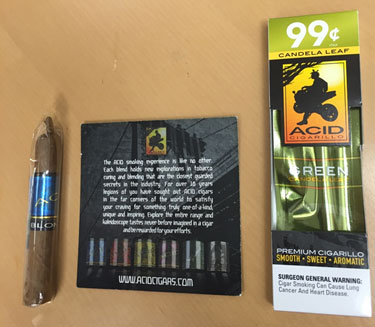 ACID
BLON
The ACID smoking experience is like no other.
Each blend holds new explorations in tobacco
curing and blending that are the closest guarded
secrets in the industry. For over 16 years
legions of you have sought out ACID cigars
in the far corners of the world to satisfy
your craving for something truly one-of-a-kind,
unique and inspiring. Explore the entire range and
kaleidoscope tastes never before imagined in a cigar
and be rewarded for your efforts.
WWW.ACIDCIGARS.COM
99¢
CANDELA LEAF
ACID
CIGARILLO
GREEN
PREMIUM CIGARILLO
SMOOTH • SWEET • AROMATIC
SURGEON GENERAL WARNING:
Cigar Smoking Can Cause Lung
Cancer And Heart Disease.